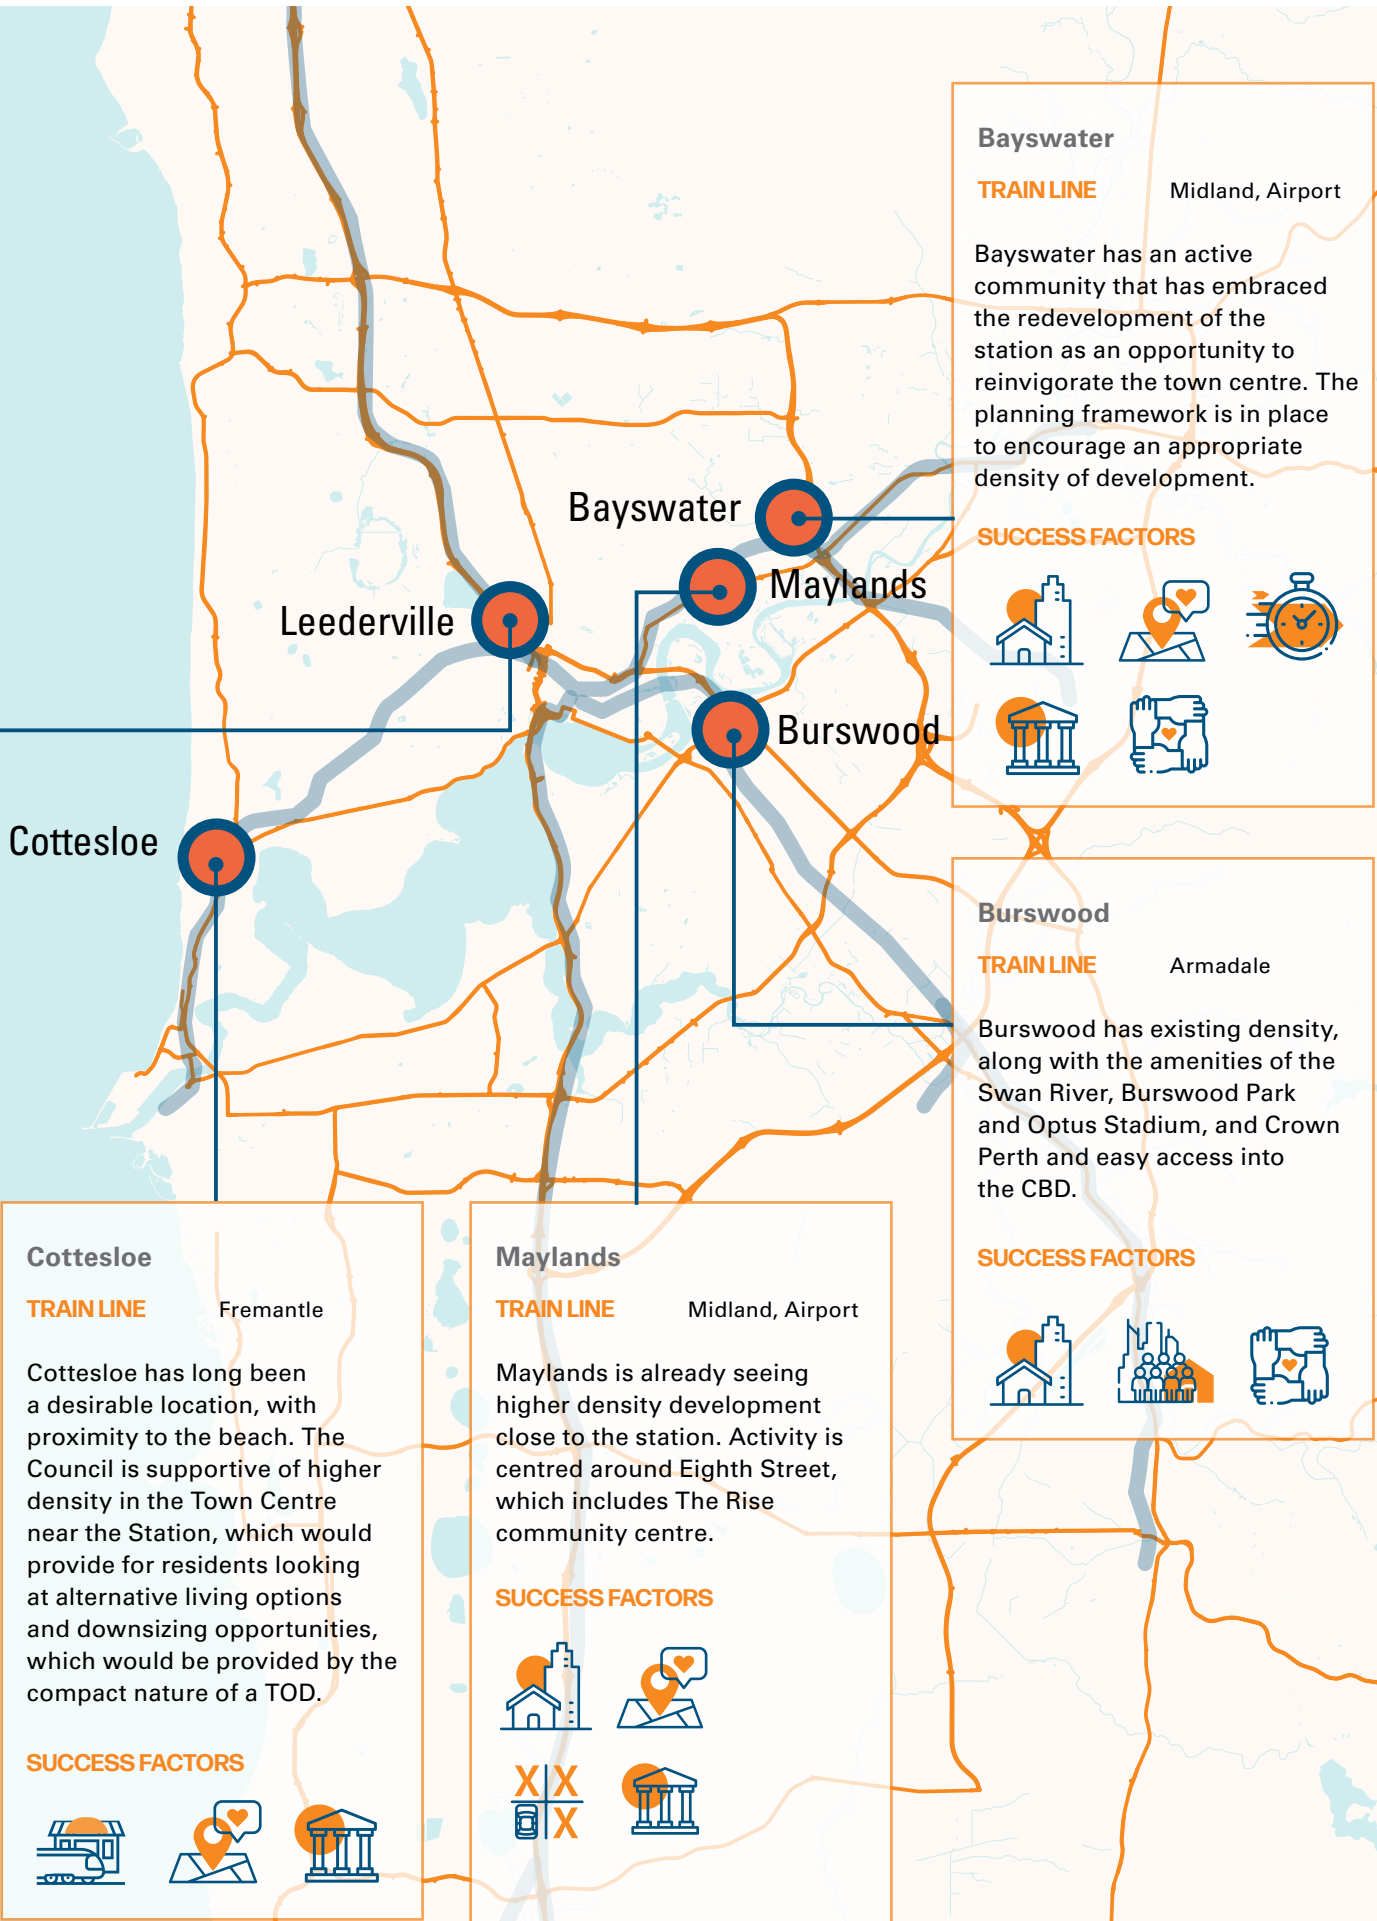 Bayswater
TRAIN LINE Midland, Airport
Bayswater has an active
community that has embraced
the redevelopment of the
station as an opportunity to
reinvigorate the town centre. The
planning framework is in place
to encourage an appropriate
density of development.
SUCCESS FACTORS
Bayswater
Maylands
Leederville
Burswood
Cottesloe
Burswood
TRAIN LINE Armadale
Burswood has existing density,
along with the amenities of the
Swan River, Burswood Park
and Optus Stadium, and Crown
Perth and easy access into
the CBD.
SUCCESS FACTORS
Cottesloe
TRAIN LINE Fremantle
Cottesloe has long been
a desirable location, with
proximity to the beach. The
Council is supportive of higher
density in the Town Centre
near the Station, which would
provide for residents looking
at alternative living options
and downsizing opportunities,
which would be provided by the
compact nature of a TOD.
SUCCESS FACTORS
Maylands
TRAIN LINE Midland, Airport
Maylands is already seeing
higher density development
close to the station. Activity is
centred around Eighth Street,
which includes The Rise
community centre.
SUCCESS FACTORS
X X
X